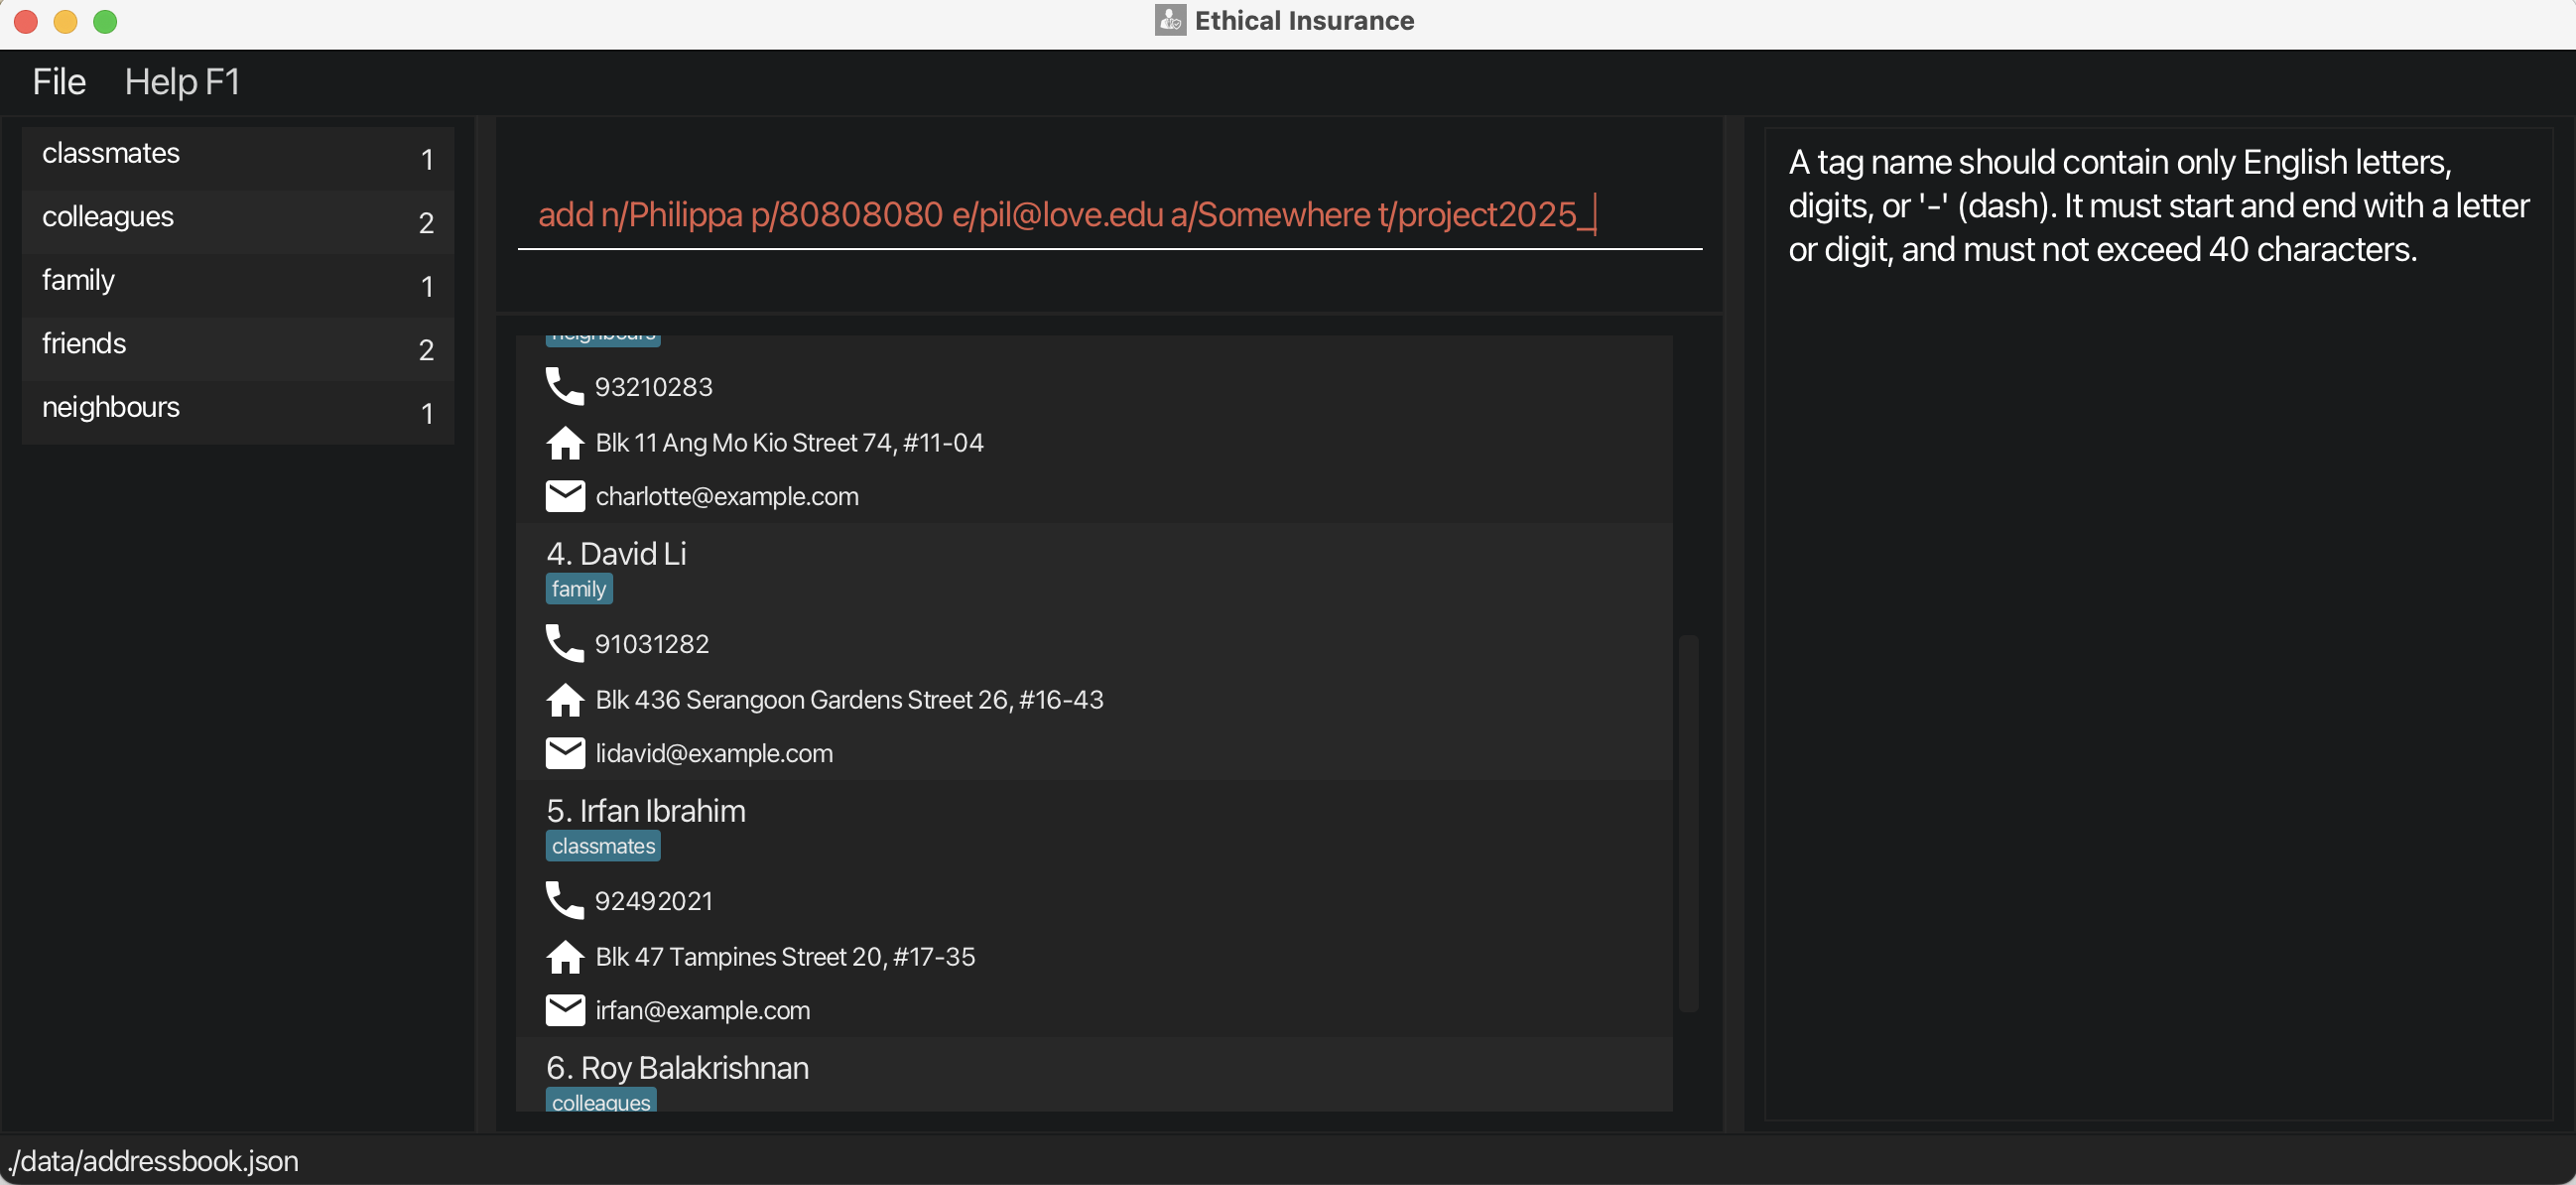 Ethical Insurance
File Help F1
classmates 1
colleagues 2
family 1
friends 2
neighbours 1
add n/Philippa p/80808080 e/pil@love.edu a/Somewhere t/project2025_
neighbours
93210283
Blk 11 Ang Mo Kio Street 74, #11-04
charlotte@example.com
4. David Li
family
91031282
Blk 436 Serangoon Gardens Street 26, #16-43
lidavid@example.com
5. Irfan Ibrahim
classmates
92492021
Blk 47 Tampines Street 20, #17-35
irfan@example.com
6. Roy Balakrishnan
colleagues
A tag name should contain only English letters,
digits, or '-' (dash). It must start and end with a letter
or digit, and must not exceed 40 characters.
./data/addressbook.json